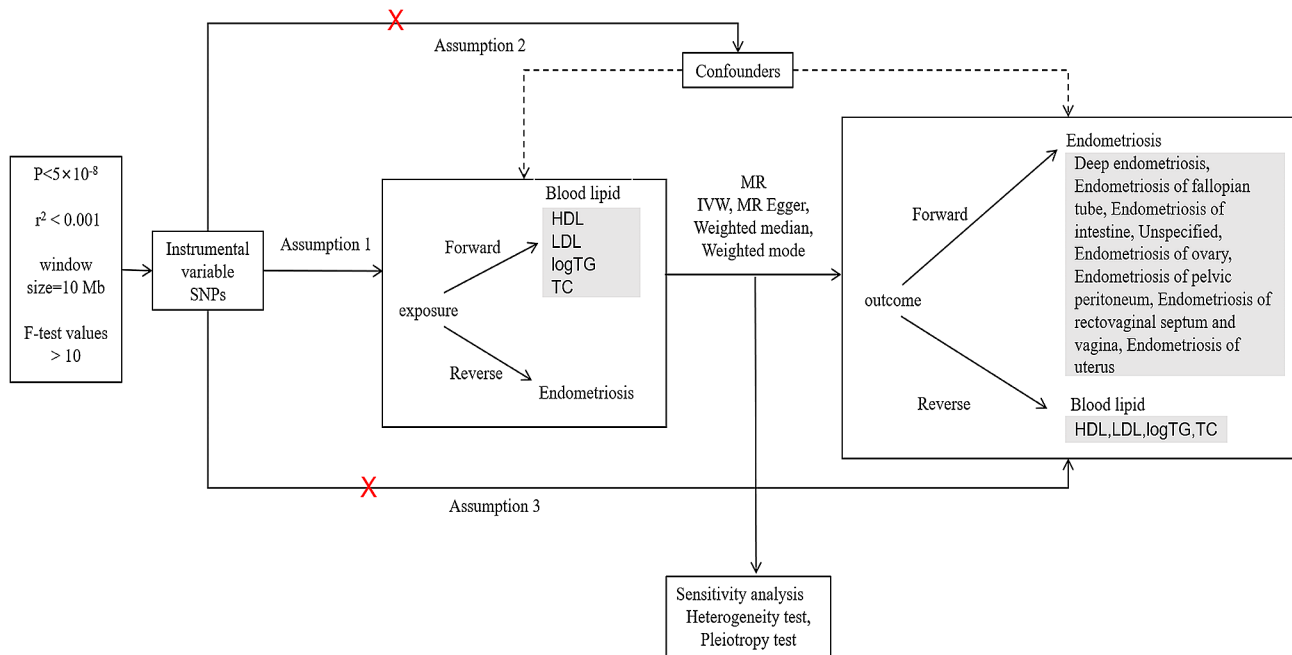 X
Assumption 2
Confounders
P<5×10⁻⁸
r² < 0.001
window
size=10 Mb
F-test values
> 10
Instrumental
variable
SNPs
Assumption 1
Blood lipid
HDL
LDL
logTG
TC
Forward
exposure
Reverse
Endometriosis
MR
IVW, MR Egger,
Weighted median,
Weighted mode
Endometriosis
Deep endometriosis,
Endometriosis of fallopian
tube, Endometriosis of
intestine, Unspecified,
Endometriosis of ovary,
Endometriosis of pelvic
peritoneum, Endometriosis of
rectovaginal septum and
vagina, Endometriosis of
uterus
Forward
outcome
Reverse
Blood lipid
HDL,LDL,logTG,TC
X
Assumption 3
Sensitivity analysis
Heterogeneity test,
Pleiotropy test